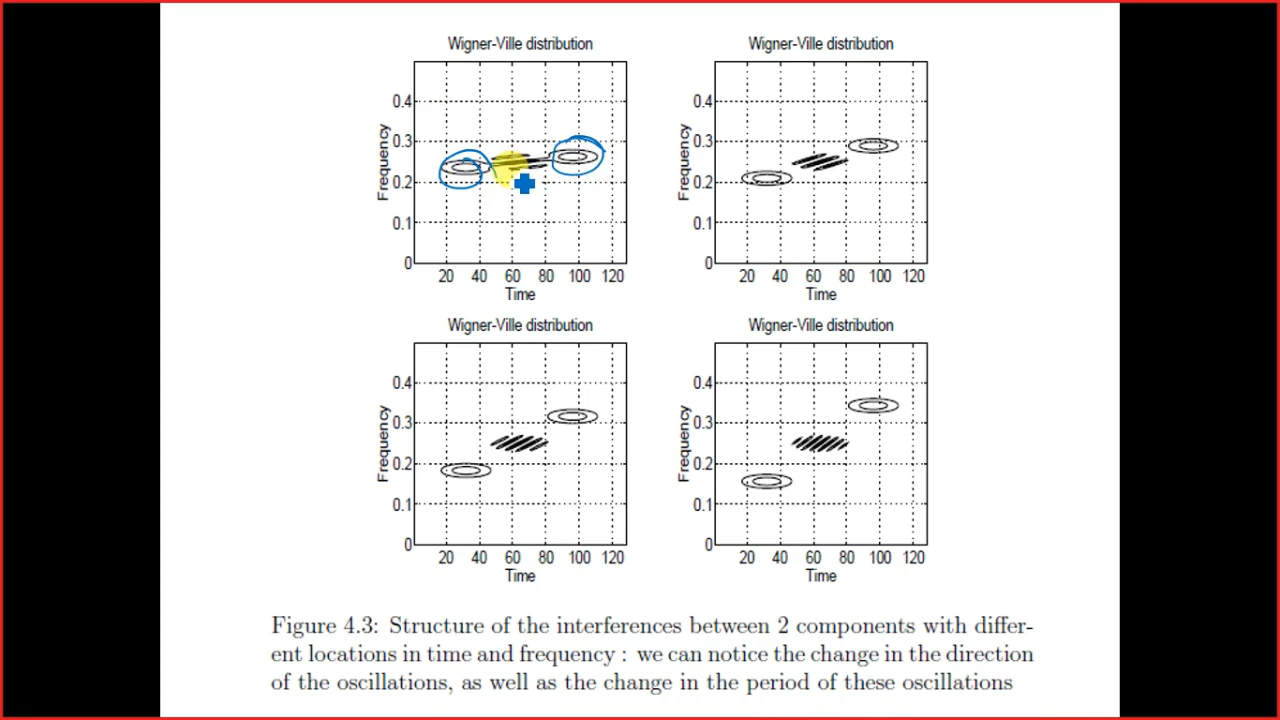 Wigner-Ville distribution
Frequency
0.4
0.3
0.2
0.1
0
20 40 60 80 100 120
Time
Wigner-Ville distribution
Frequency
0.4
0.3
0.2
0.1
0
20 40 60 80 100 120
Time
Wigner-Ville distribution
Frequency
0.4
0.3
0.2
0.1
0
20 40 60 80 100 120
Time
Wigner-Ville distribution
Frequency
0.4
0.3
0.2
0.1
0
20 40 60 80 100 120
Time
Figure 4.3: Structure of the interferences between 2 components with differ-
ent locations in time and frequency : we can notice the change in the direction
of the oscillations, as well as the change in the period of these oscillations